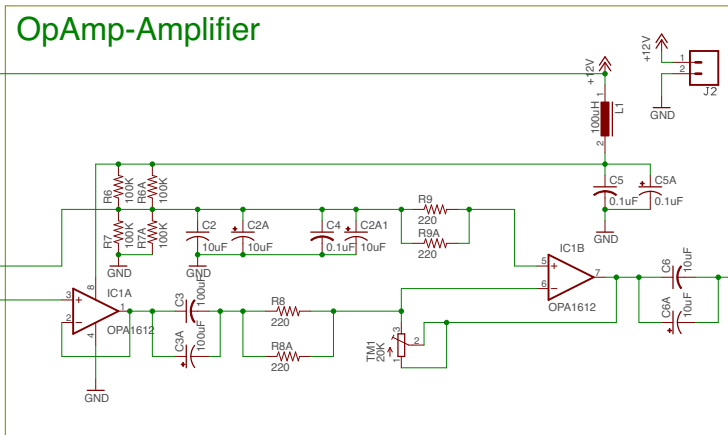 OpAmp-Amplifier
+12V
+12V
1
2
J2
GND
1
100uH
L1
2
R6
100K
R6A
100K
C5
0.1uF
C5A
0.1uF
R7
100K
R7A
100K
C2
10uF
C2A
10uF
C4
0.1uF
C2A1
10uF
R9
220
R9A
220
GND
GND
GND
IC1B
5
6
7
OPA1612
C6
10uF
C6A
10uF
8
IC1A
3
2
1
4
OPA1612
C3
100uF
C3A
100uF
R8
220
R8A
220
TM1
20K
3
2
1
GND